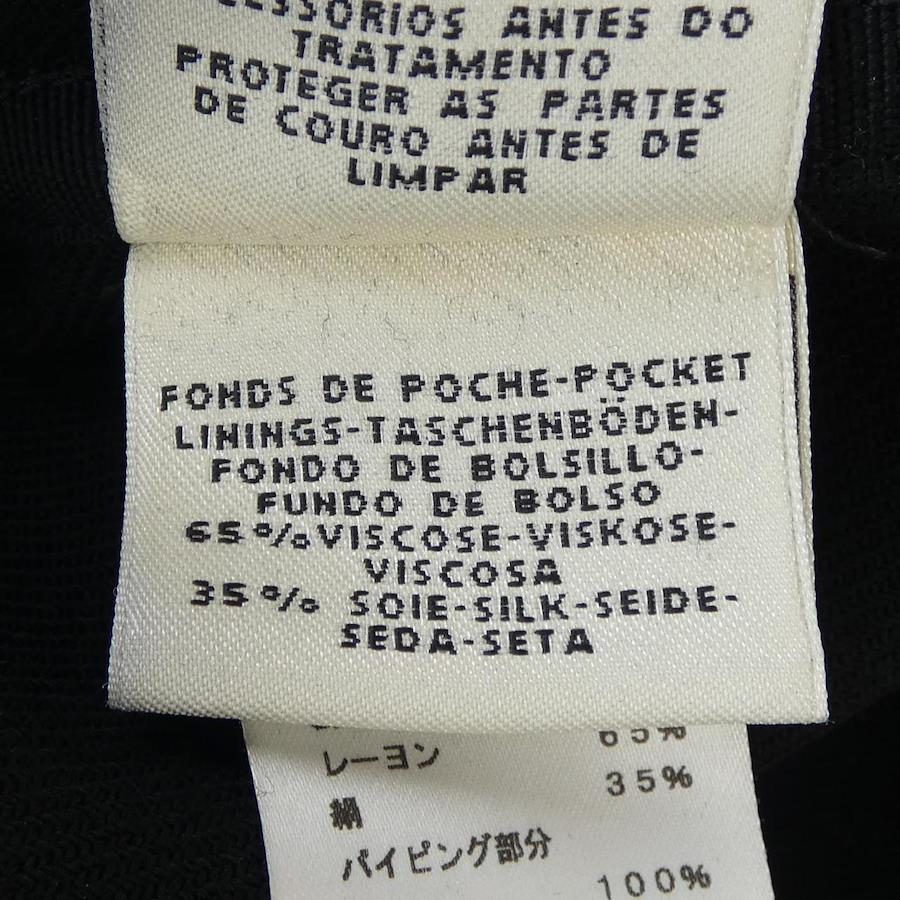 ESSÓRIOS ANTES DO
TRATAMENTO
PROTEGER AS PARTES
DE COURO ANTES DE
LIMPAR
FONDS DE POCHE-POCKET
LININGS-TASCHENBÖDEN-
FONDO DE BOLSILLO-
FUNDO DE BOLSO
65%VISCOSE-VISKOSE-
VISCOSA
35% SOIE-SILK-SEIDE-
SEDA-SETA
レーヨン 65%
絹 35%
パイピング部分
100%